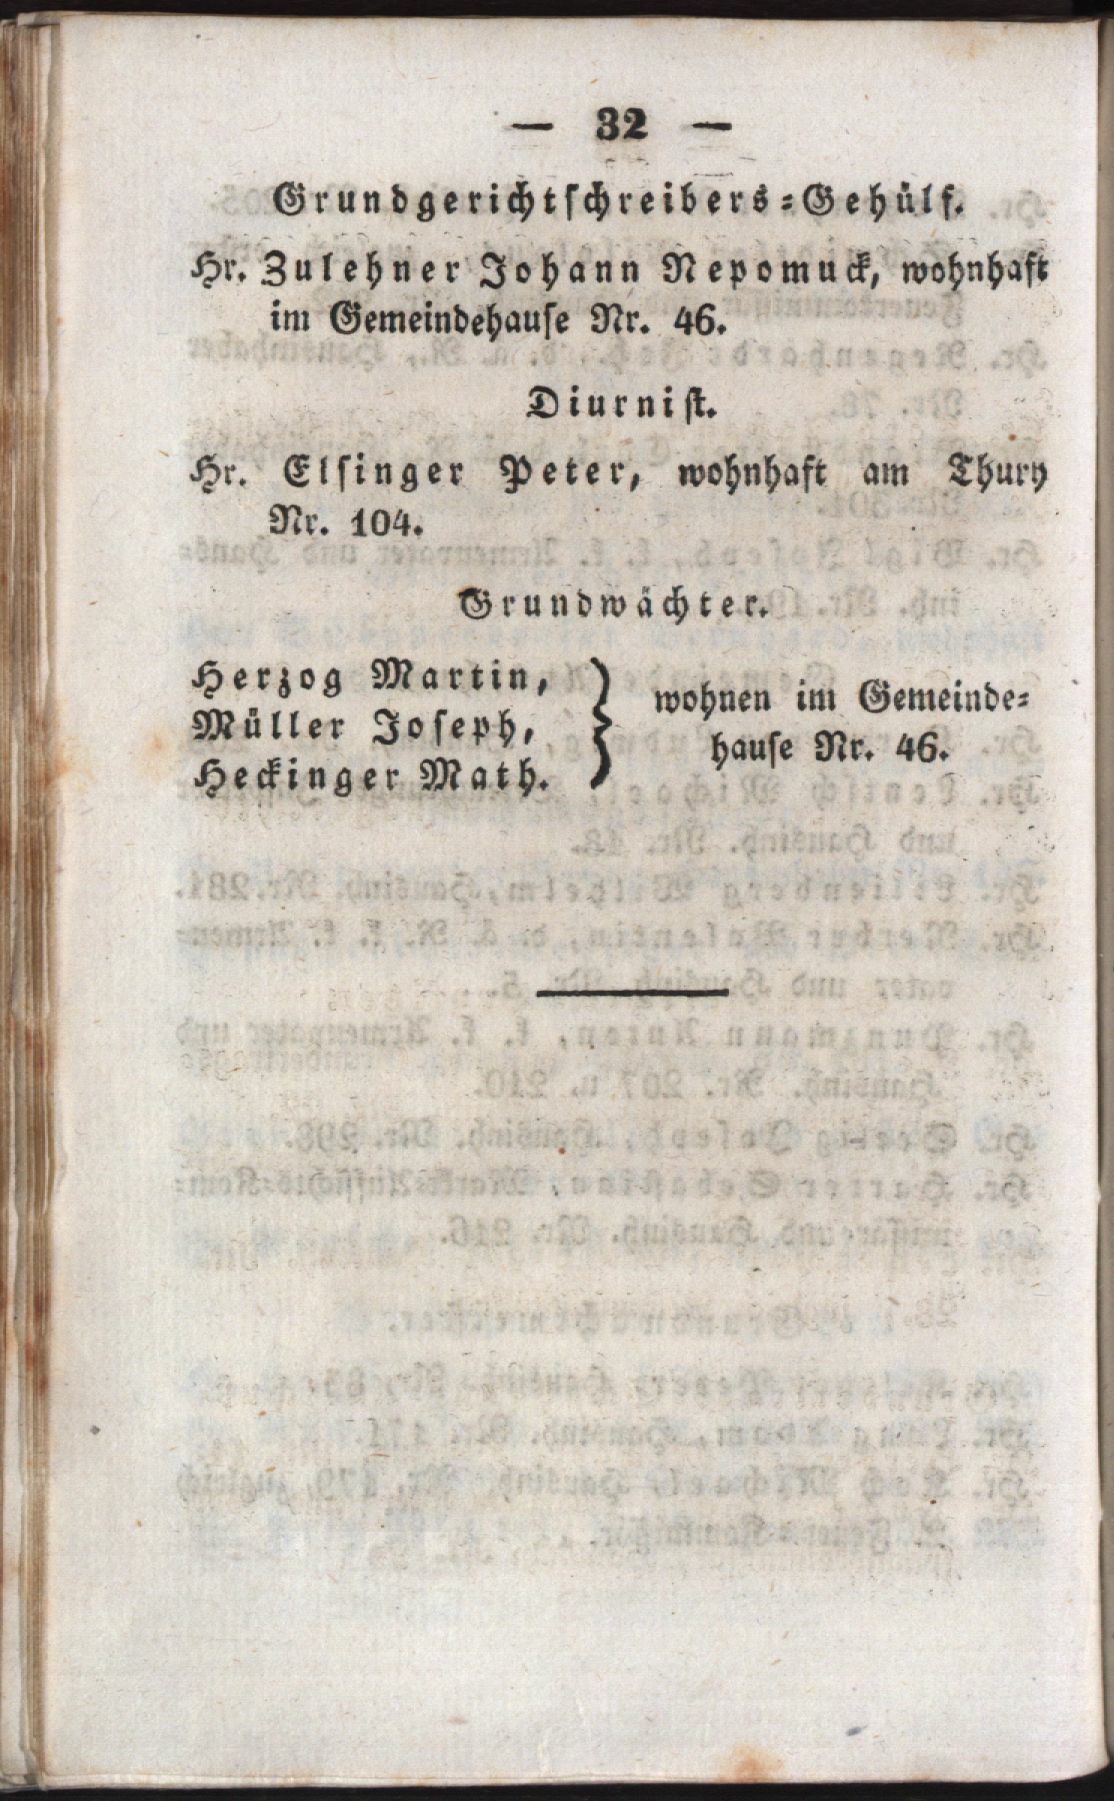 — 32 —
Grundgerichtschreibers-Gehülf.
Hr. Zulehner Johann Nepomuck, wohnhaft
im Gemeindehause Nr. 46.
Diurnist.
Hr. Elsinger Peter, wohnhaft am Thury
Nr. 104.
Grundwächter.
Herzog Martin,
Müller Joseph,
Heckinger Math.
wohnen im Gemeinde-
hause Nr. 46.